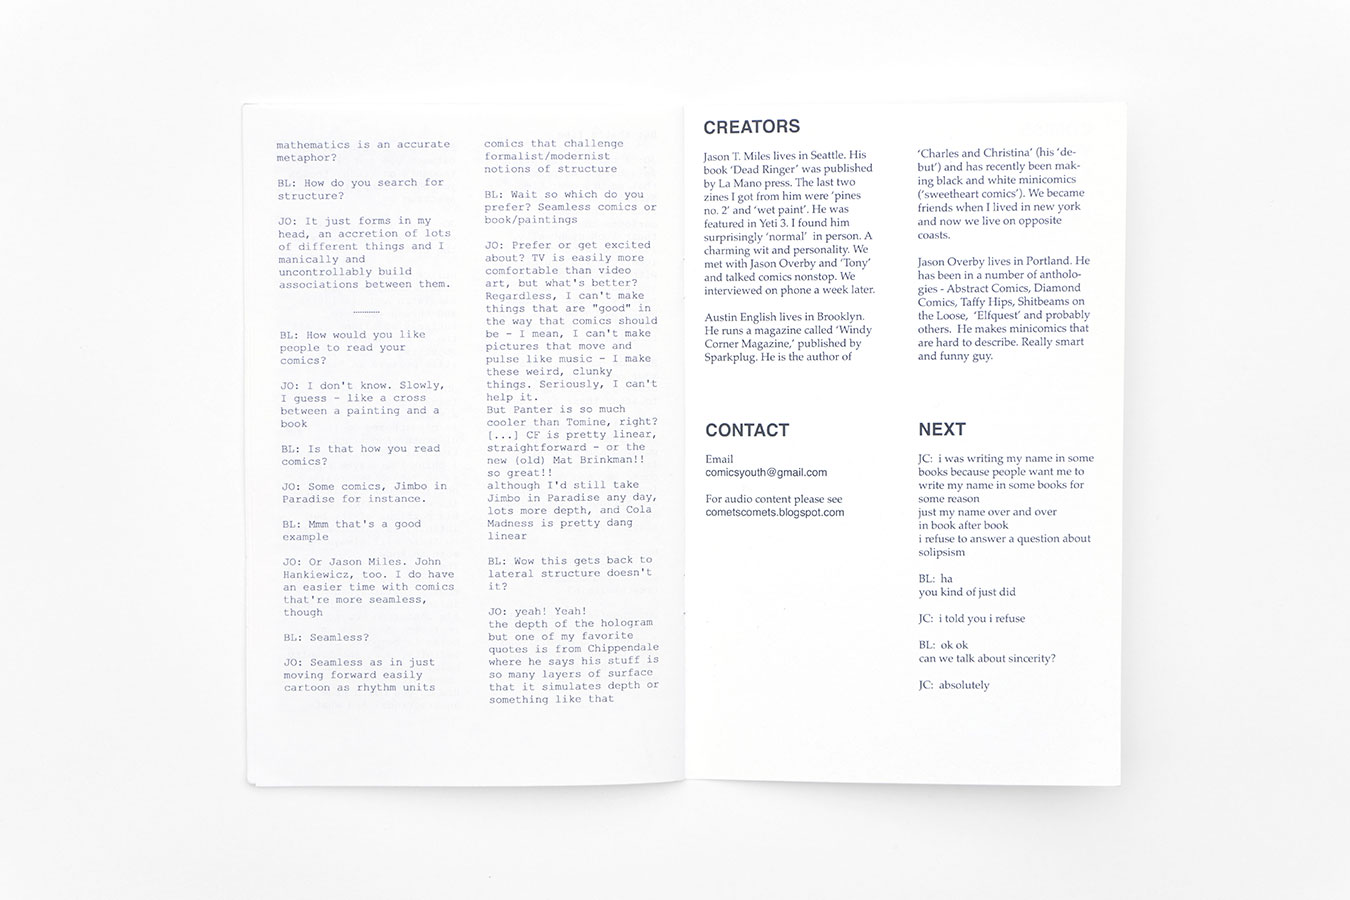 mathematics is an accurate
metaphor?
BL: How do you search for
structure?
JO: It just forms in my
head, an accretion of lots
of different things and I
manically and
uncontrollably build
associations between them.
............
BL: How would you like
people to read your
comics?
JO: I don't know. Slowly,
I guess - like a cross
between a painting and a
book
BL: Is that how you read
comics?
JO: Some comics, Jimbo in
Paradise for instance.
BL: Mmm that's a good
example
JO: Or Jason Miles. John
Hankiewicz, too. I do have
an easier time with comics
that're more seamless,
though
BL: Seamless?
JO: Seamless as in just
moving forward easily
cartoon as rhythm units
comics that challenge
formalist/modernist
notions of structure
BL: Wait so which do you
prefer? Seamless comics or
book/paintings
JO: Prefer or get excited
about? TV is easily more
comfortable than video
art, but what's better?
Regardless, I can't make
things that are "good" in
the way that comics should
be - I mean, I can't make
pictures that move and
pulse like music - I make
these weird, clunky
things. Seriously, I can't
help it.
But Panter is so much
cooler than Tomine, right?
[...] CF is pretty linear,
straightforward - or the
new (old) Mat Brinkman!!
so great!!
although I'd still take
Jimbo in Paradise any day,
lots more depth, and Cola
Madness is pretty dang
linear
BL: Wow this gets back to
lateral structure doesn't
it?
JO: yeah! Yeah!
the depth of the hologram
but one of my favorite
quotes is from Chippendale
where he says his stuff is
so many layers of surface
that it simulates depth or
something like that
CREATORS
Jason T. Miles lives in Seattle. His
book 'Dead Ringer' was published
by La Mano press. The last two
zines I got from him were 'pines
no. 2' and 'wet paint'. He was
featured in Yeti 3. I found him
surprisingly 'normal'  in person. A
charming wit and personality. We
met with Jason Overby and 'Tony'
and talked comics nonstop. We
interviewed on phone a week later.
Austin English lives in Brooklyn.
He runs a magazine called 'Windy
Corner Magazine,' published by
Sparkplug. He is the author of
'Charles and Christina' (his 'de-
but') and has recently been mak-
ing black and white minicomics
('sweetheart comics'). We became
friends when I lived in new york
and now we live on opposite
coasts.
Jason Overby lives in Portland. He
has been in a number of antholo-
gies - Abstract Comics, Diamond
Comics, Taffy Hips, Shitbeams on
the Loose,  'Elfquest' and probably
others.  He makes minicomics that
are hard to describe. Really smart
and funny guy.
CONTACT
Email
comicsyouth@gmail.com
For audio content please see
cometscomets.blogspot.com
NEXT
JC:  i was writing my name in some
books because people want me to
write my name in some books for
some reason
just my name over and over
in book after book
i refuse to answer a question about
solipsism
BL:  ha
you kind of just did
JC:  i told you i refuse
BL:  ok ok
can we talk about sincerity?
JC:  absolutely